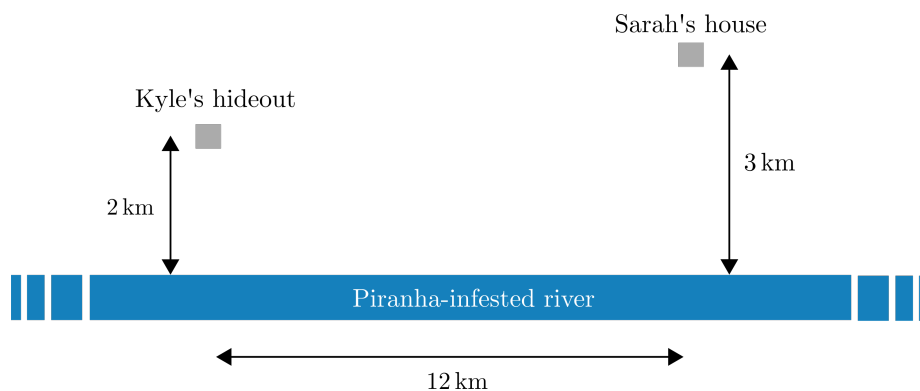 Sarah's house
Kyle's hideout
3 km
2 km
Piranha-infested river
12 km